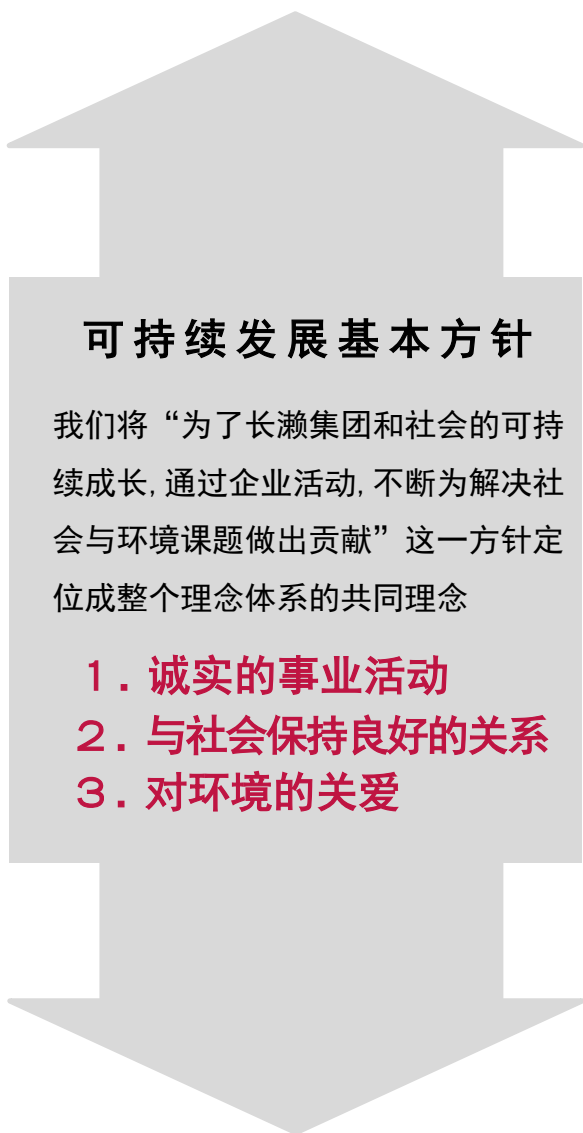 可持续发展基本方针
我们将“为了长濑集团和社会的可持
续成长,通过企业活动,不断为解决社
会与环境课题做出贡献”这一方针定
位成整个理念体系的共同理念
1.诚实的事业活动
2.与社会保持良好的关系
3.对环境的关爱